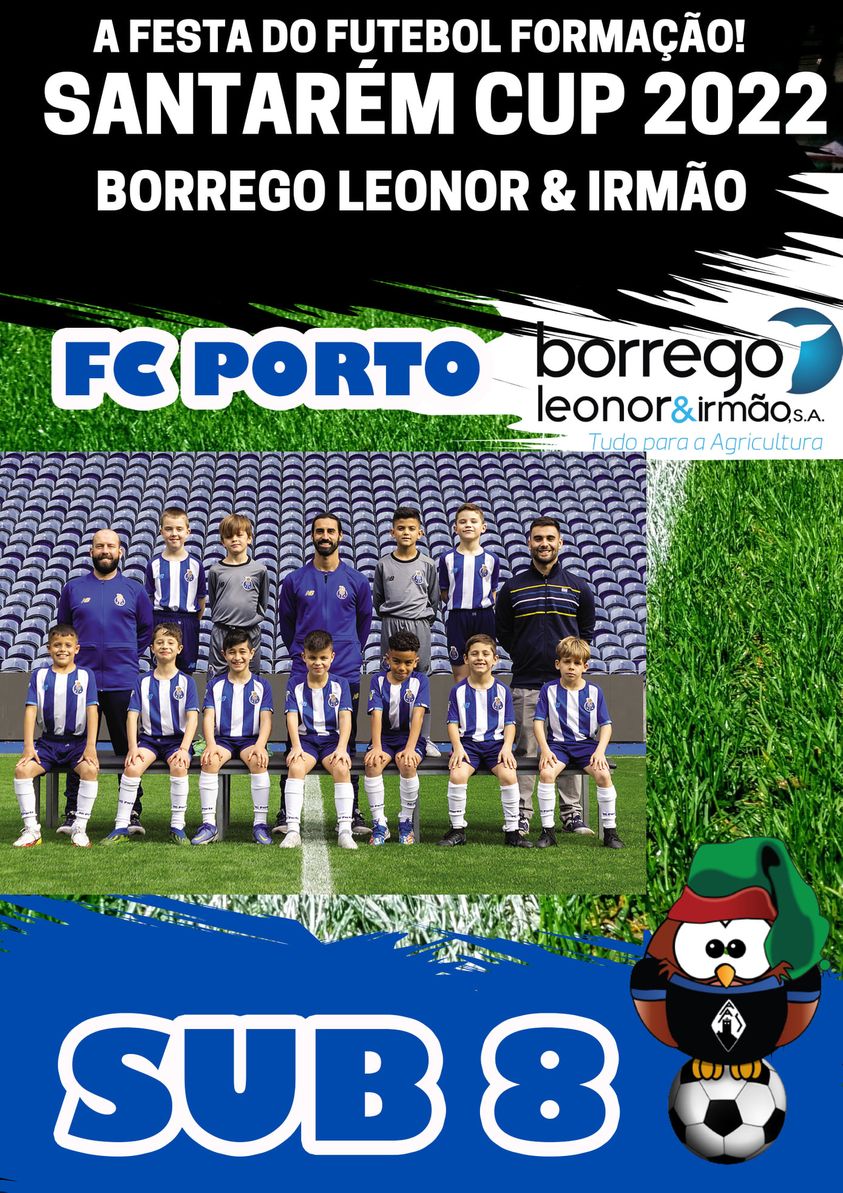 A FESTA DO FUTEBOL FORMAÇÃO!
SANTARÉM CUP 2022
BORREGO LEONOR & IRMÃO
FC PORTO
borrego
leonor&irmão,S.A.
Tudo para a Agricultura
SUB 8